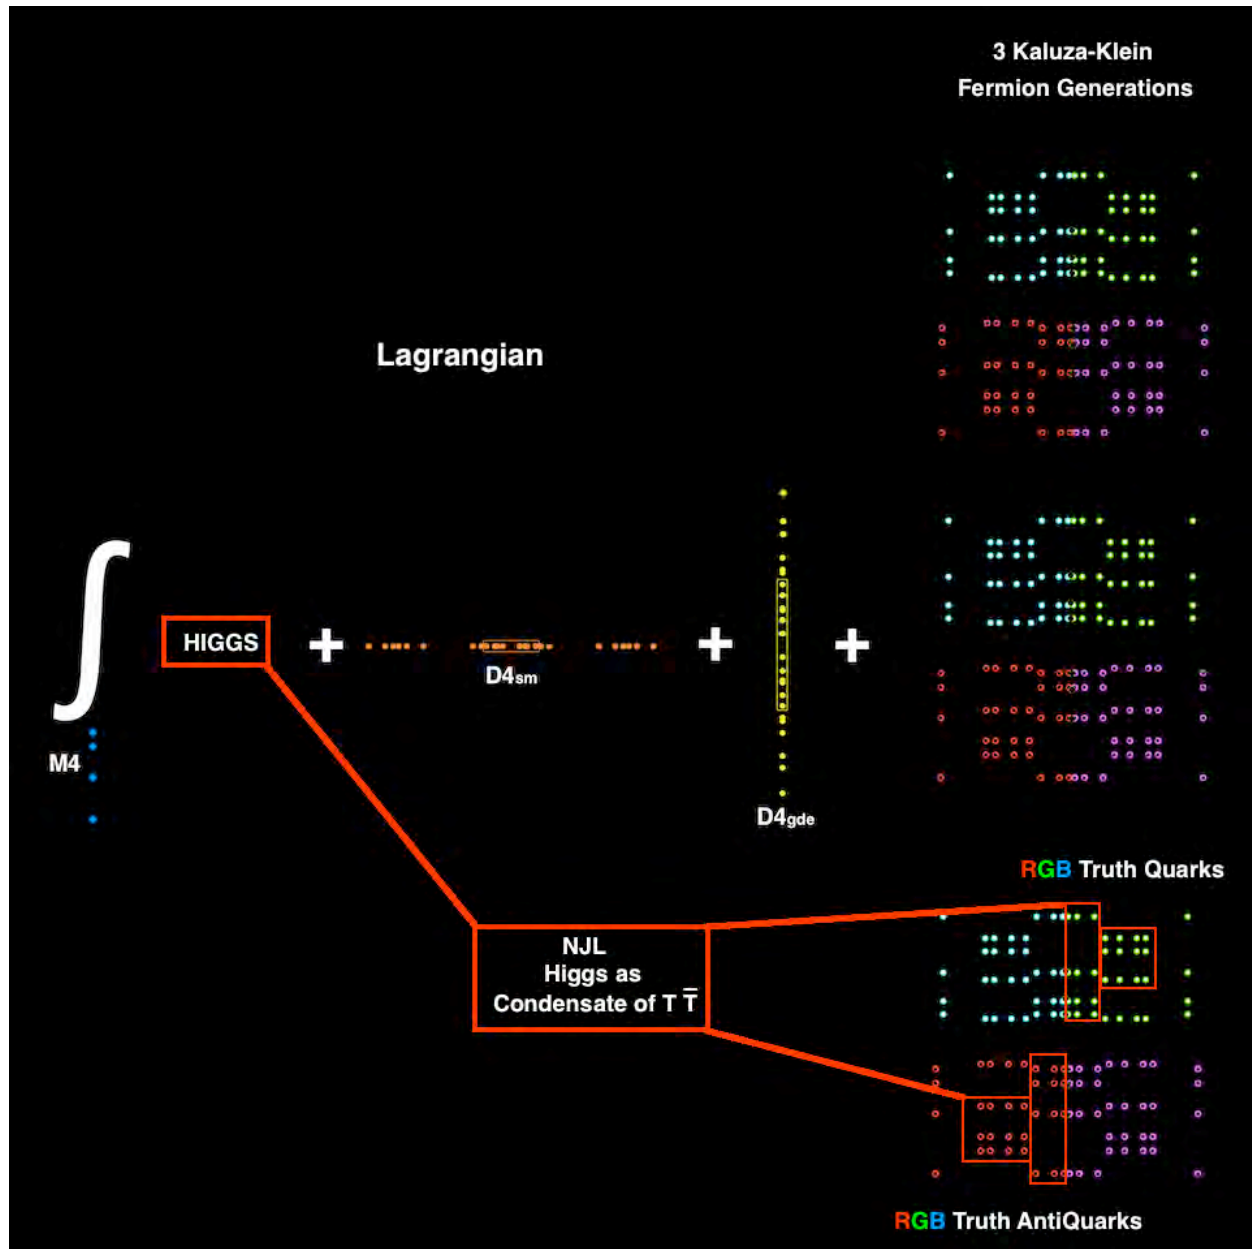 3 Kaluza-Klein
Fermion Generations
Lagrangian
∫
HIGGS + + +
D4sm
M4
D4gde
RGB Truth Quarks
NJL
Higgs as
Condensate of T T̅
RGB Truth AntiQuarks